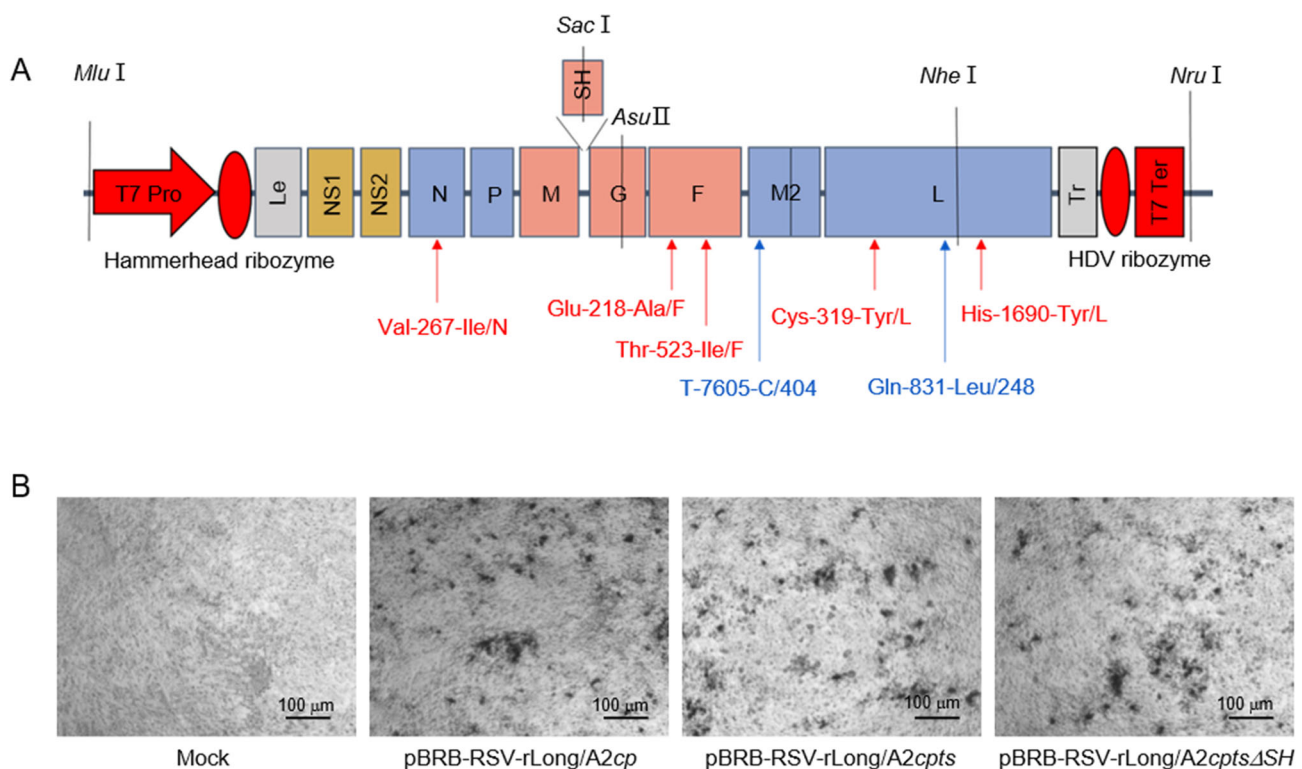 A
Mlu I
Sac I
SH
AsuII
Nhe I
Nru I
T7 Pro
Le
NS1
NS2
N
P
M
G
F
M2
L
Tr
T7 Ter
Hammerhead ribozyme
HDV ribozyme
Val-267-Ile/N
Glu-218-Ala/F
Thr-523-Ile/F
T-7605-C/404
Cys-319-Tyr/L
Gln-831-Leu/248
His-1690-Tyr/L
B
100 μm
100 μm
100 μm
100 μm
Mock
pBRB-RSV-rLong/A2cp
pBRB-RSV-rLong/A2cpts
pBRB-RSV-rLong/A2cptsΔSH